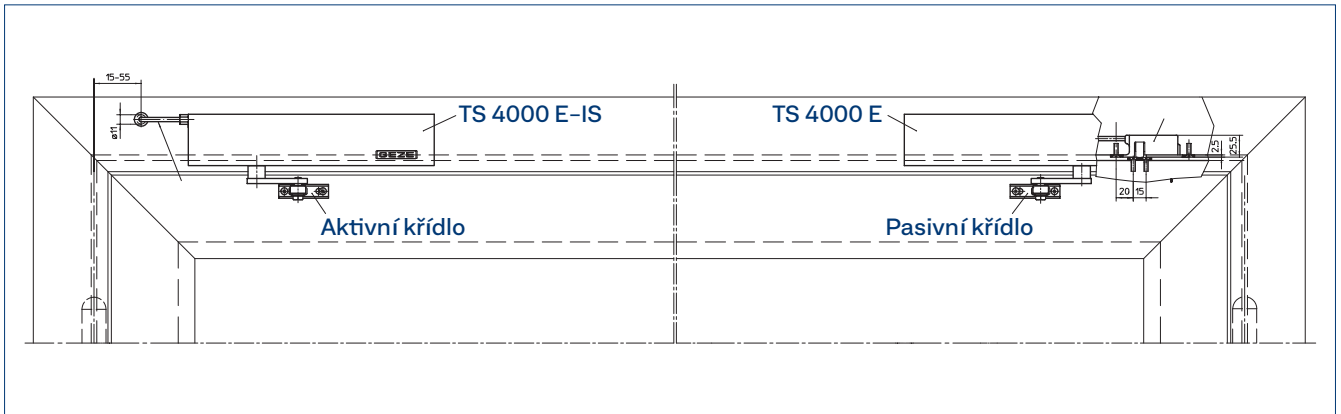 15-55
TS 4000 E-IS
TS 4000 E
ø11
GEZE
2,5
25,5
20
15
Aktivní křídlo
Pasivní křídlo